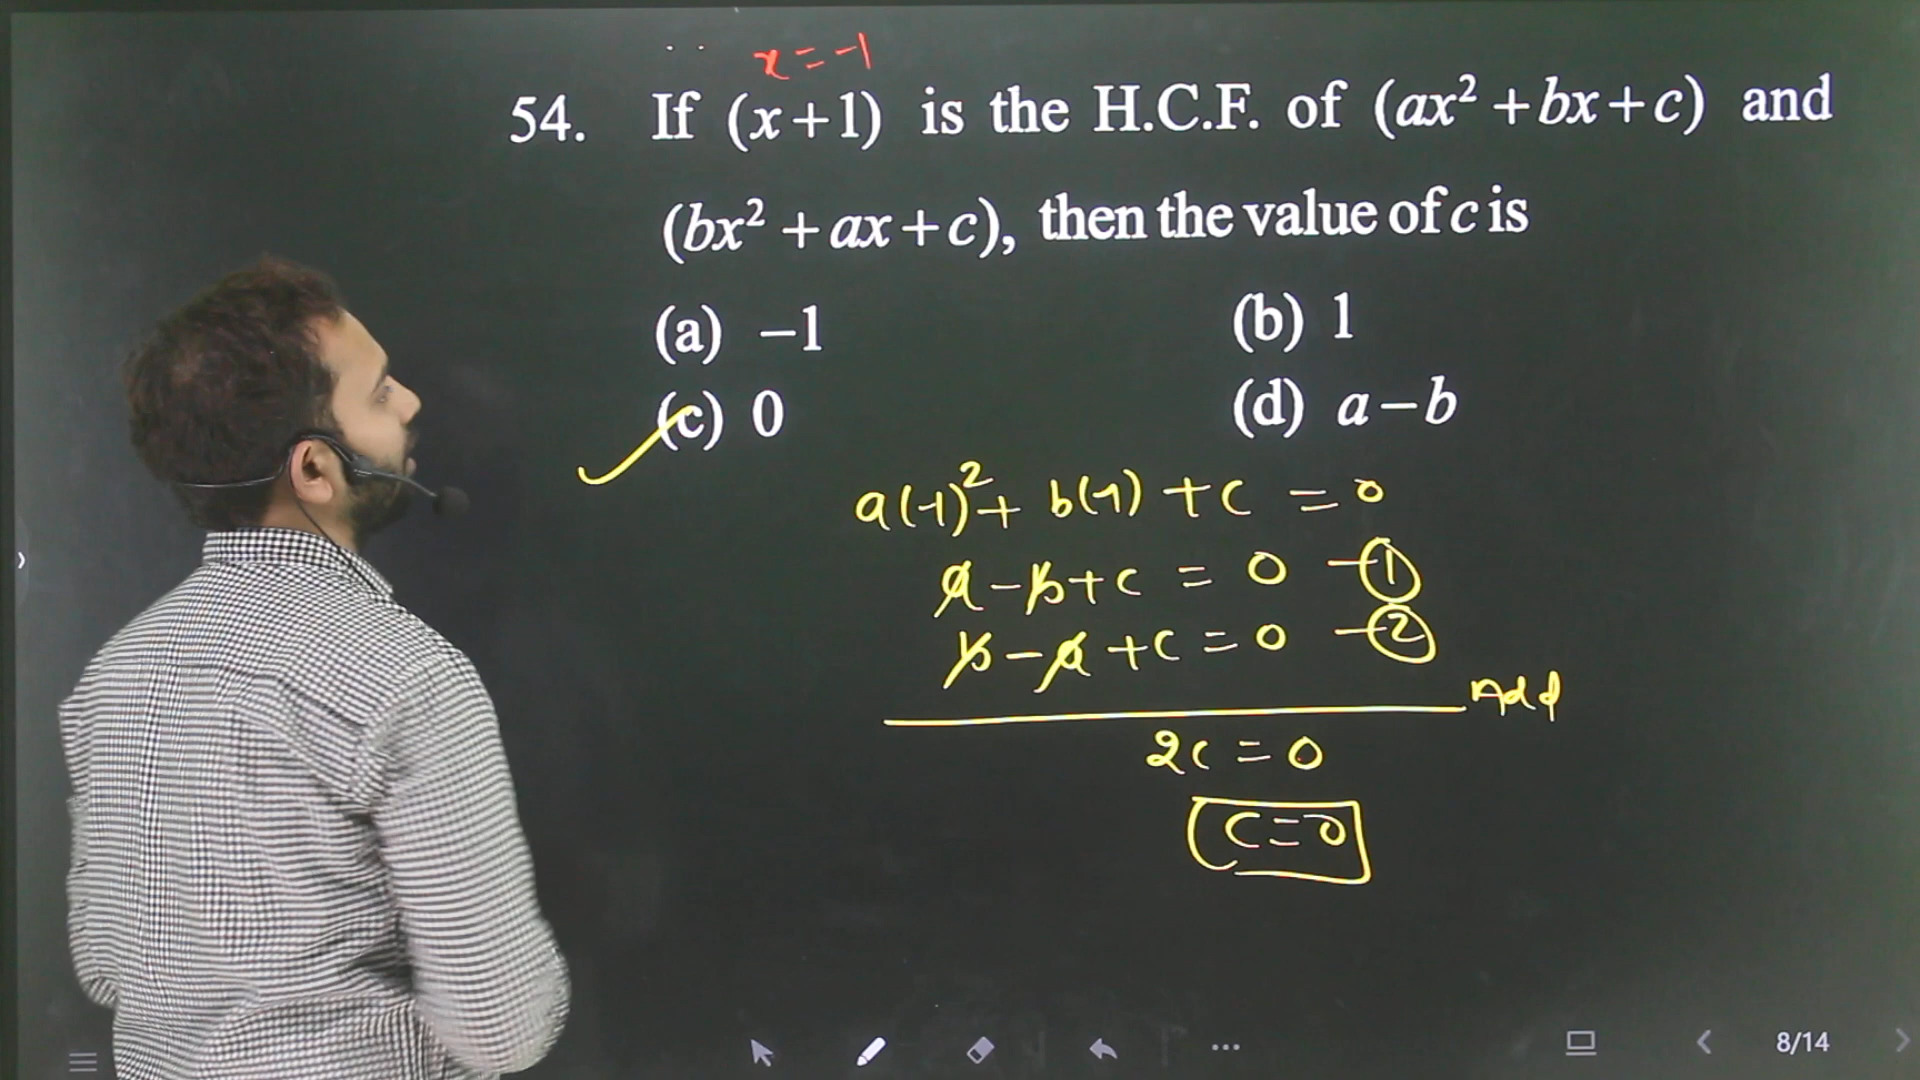 x = -1
54. If (x+1) is the H.C.F. of (ax² + bx + c) and
(bx² + ax + c), then the value of c is
(a) –1
(b) 1
(c) 0
(d) a – b
a(-1)² + b(-1) + c = 0
a - b + c = 0 - ①
b - a + c = 0 - ②
Add
2c = 0
c = 0
8/14